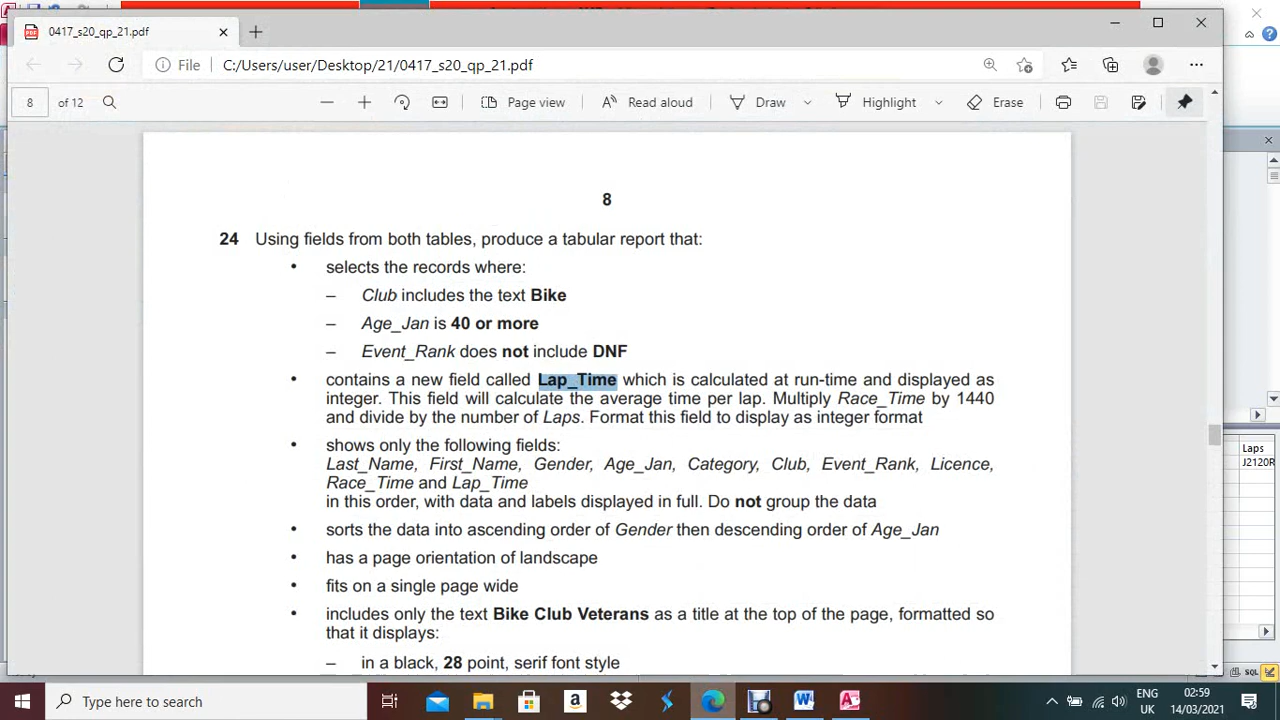 0417_s20_qp_21.pdf
File C:/Users/user/Desktop/21/0417_s20_qp_21.pdf
8 of 12 Page view Read aloud Draw Highlight Erase
8
24 Using fields from both tables, produce a tabular report that:
• selects the records where:
– Club includes the text Bike
– Age_Jan is 40 or more
– Event_Rank does not include DNF
• contains a new field called Lap_Time which is calculated at run-time and displayed as
integer. This field will calculate the average time per lap. Multiply Race_Time by 1440
and divide by the number of Laps. Format this field to display as integer format
• shows only the following fields:
Last_Name, First_Name, Gender, Age_Jan, Category, Club, Event_Rank, Licence,
Race_Time and Lap_Time
in this order, with data and labels displayed in full. Do not group the data
• sorts the data into ascending order of Gender then descending order of Age_Jan
• has a page orientation of landscape
• fits on a single page wide
• includes only the text Bike Club Veterans as a title at the top of the page, formatted so
that it displays:
– in a black, 28 point, serif font style
Laps
J2120R
SQL
Type here to search
ENG
UK
02:59
14/03/2021